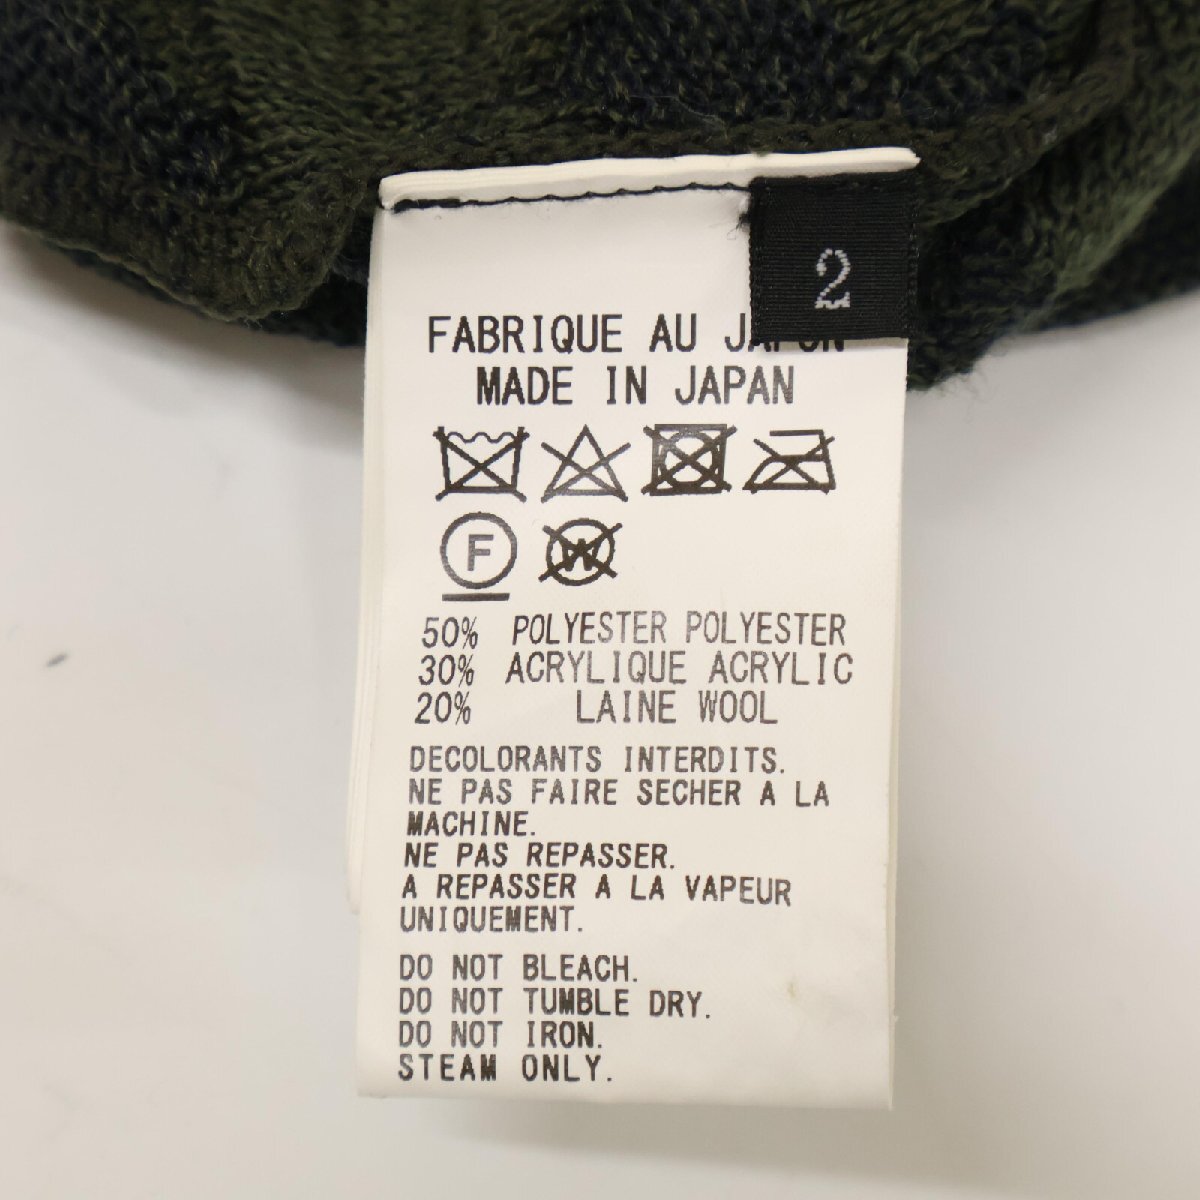 2
FABRIQUE AU JAPON
MADE IN JAPAN
F W
50% POLYESTER POLYESTER
30% ACRYLIQUE ACRYLIC
20% LAINE WOOL
DECOLORANTS INTERDITS.
NE PAS FAIRE SECHER A LA
MACHINE.
NE PAS REPASSER.
A REPASSER A LA VAPEUR
UNIQUEMENT.
DO NOT BLEACH.
DO NOT TUMBLE DRY.
DO NOT IRON.
STEAM ONLY.